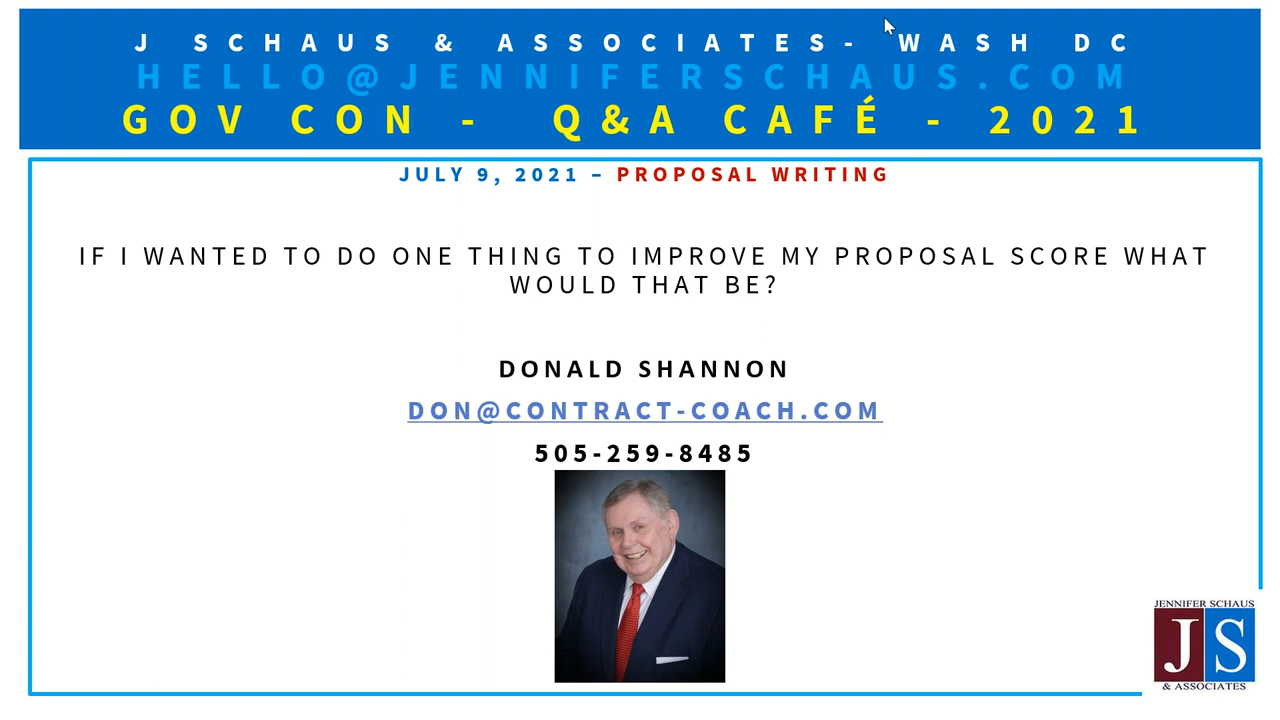 J SCHAUS & ASSOCIATES- WASH DC
HELLO@JENNIFERSCHAUS.COM
GOV CON - Q&A CAFÉ - 2021
JULY 9, 2021 – PROPOSAL WRITING
IF I WANTED TO DO ONE THING TO IMPROVE MY PROPOSAL SCORE WHAT
WOULD THAT BE?
DONALD SHANNON
DON@CONTRACT-COACH.COM
505-259-8485
JENNIFER SCHAUS
JS
& ASSOCIATES